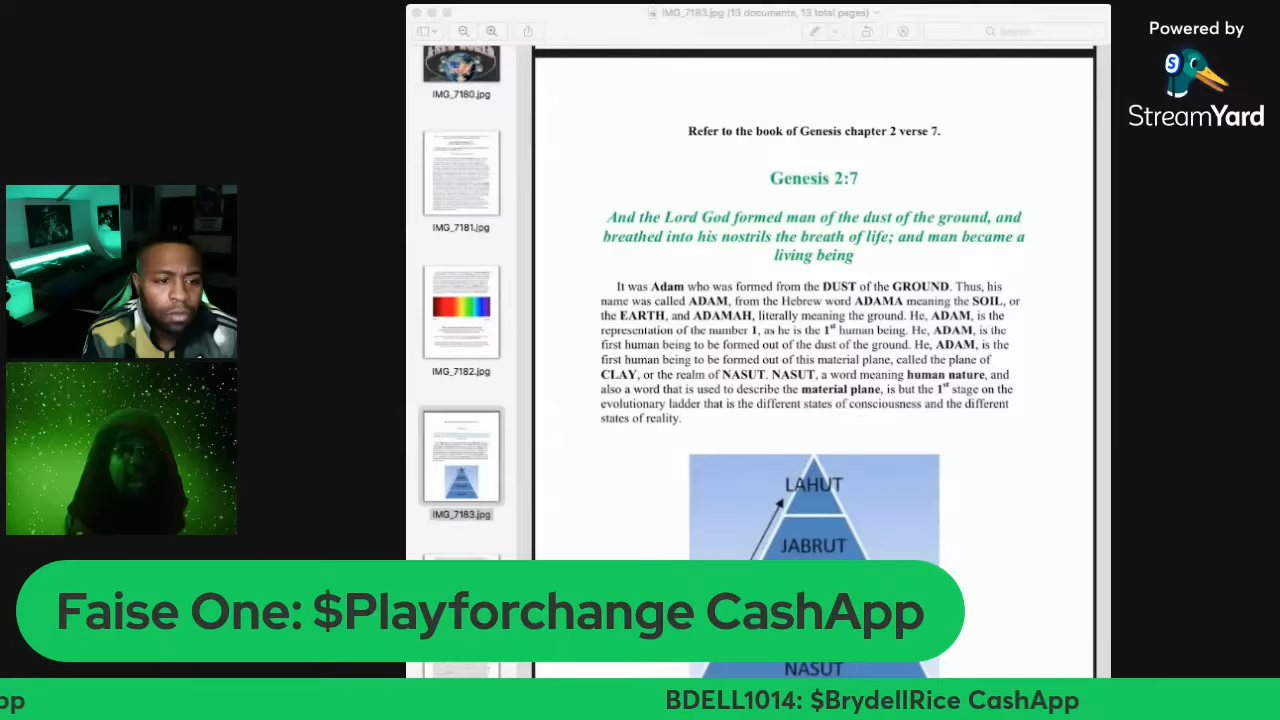 IMG_7183.jpg (13 documents, 13 total pages)
Search
Powered by
StreamYard
IMG_7180.jpg
IMG_7181.jpg
IMG_7182.jpg
IMG_7183.jpg
Refer to the book of Genesis chapter 2 verse 7.
Genesis 2:7
And the Lord God formed man of the dust of the ground, and
breathed into his nostrils the breath of life; and man became a
living being
It was Adam who was formed from the DUST of the GROUND. Thus, his
name was called ADAM, from the Hebrew word ADAMA meaning the SOIL, or
the EARTH, and ADAMAH, literally meaning the ground. He, ADAM, is the
representation of the number 1, as he is the 1st human being. He, ADAM, is the
first human being to be formed out of the dust of the ground. He, ADAM, is the
first human being to be formed out of this material plane, called the plane of
CLAY, or the realm of NASUT. NASUT, a word meaning human nature, and
also a word that is used to describe the material plane, is but the 1st stage on the
evolutionary ladder that is the different states of consciousness and the different
states of reality.
LAHUT
JABRUT
NASUT
Faise One: $Playforchange CashApp
pp
BDELL1014: $BrydellRice CashApp